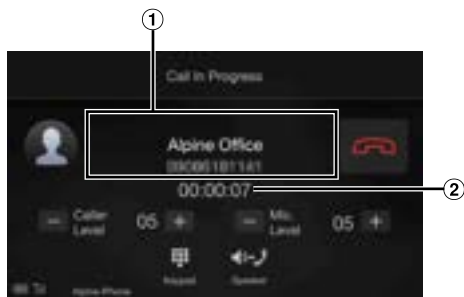 ①
Call In Progress
Alpine Office
09086181141
00:00:07
②
− Caller Level 05 + − Mic. Level 05 +
Keypad Speaker
Alpine iPhone